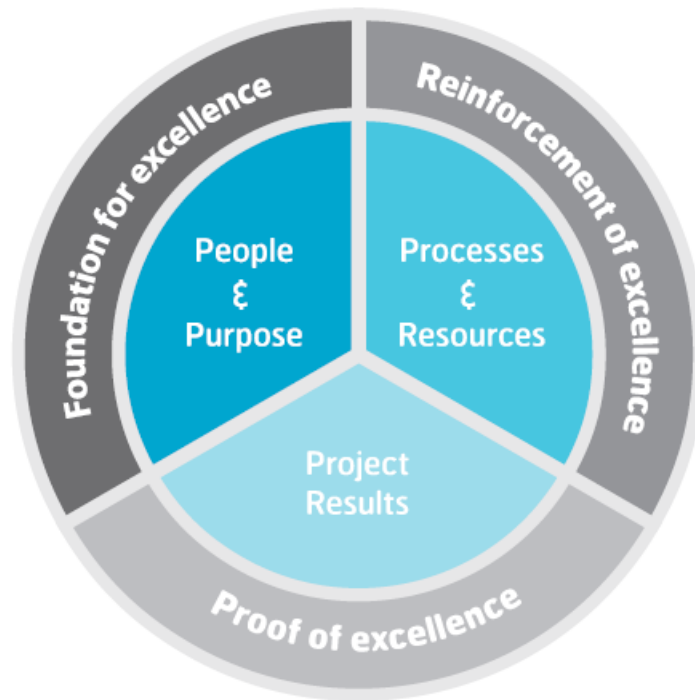 Foundation for excellence
Reinforcement of excellence
People
&
Purpose
Processes
&
Resources
Project
Results
Proof of excellence